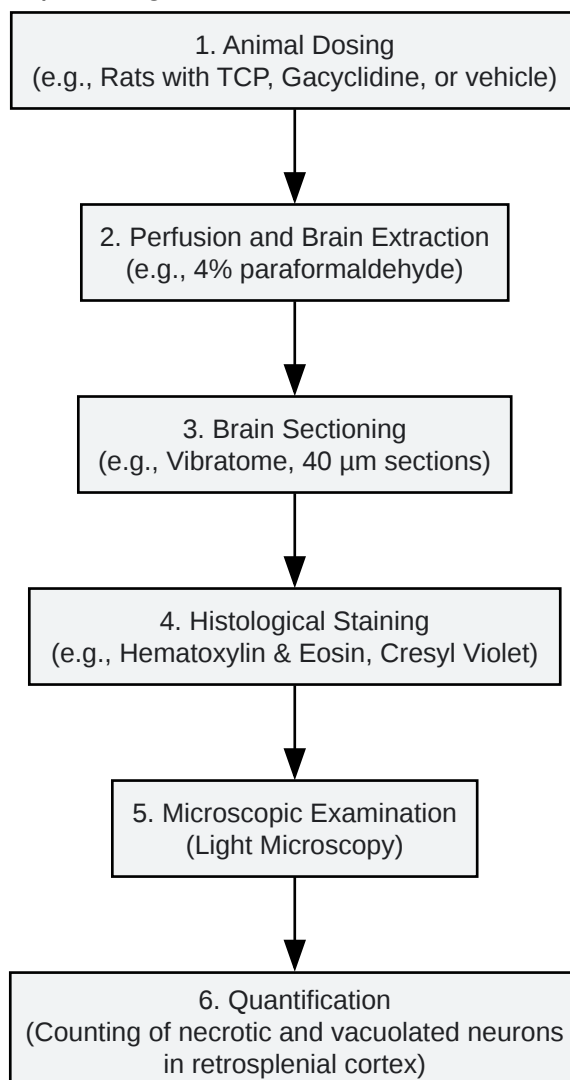 1. Animal Dosing
(e.g., Rats with TCP, Gacyclidine, or vehicle)
2. Perfusion and Brain Extraction
(e.g., 4% paraformaldehyde)
3. Brain Sectioning
(e.g., Vibratome, 40 µm sections)
4. Histological Staining
(e.g., Hematoxylin & Eosin, Cresyl Violet)
5. Microscopic Examination
(Light Microscopy)
6. Quantification
(Counting of necrotic and vacuolated neurons
in retrosplenial cortex)